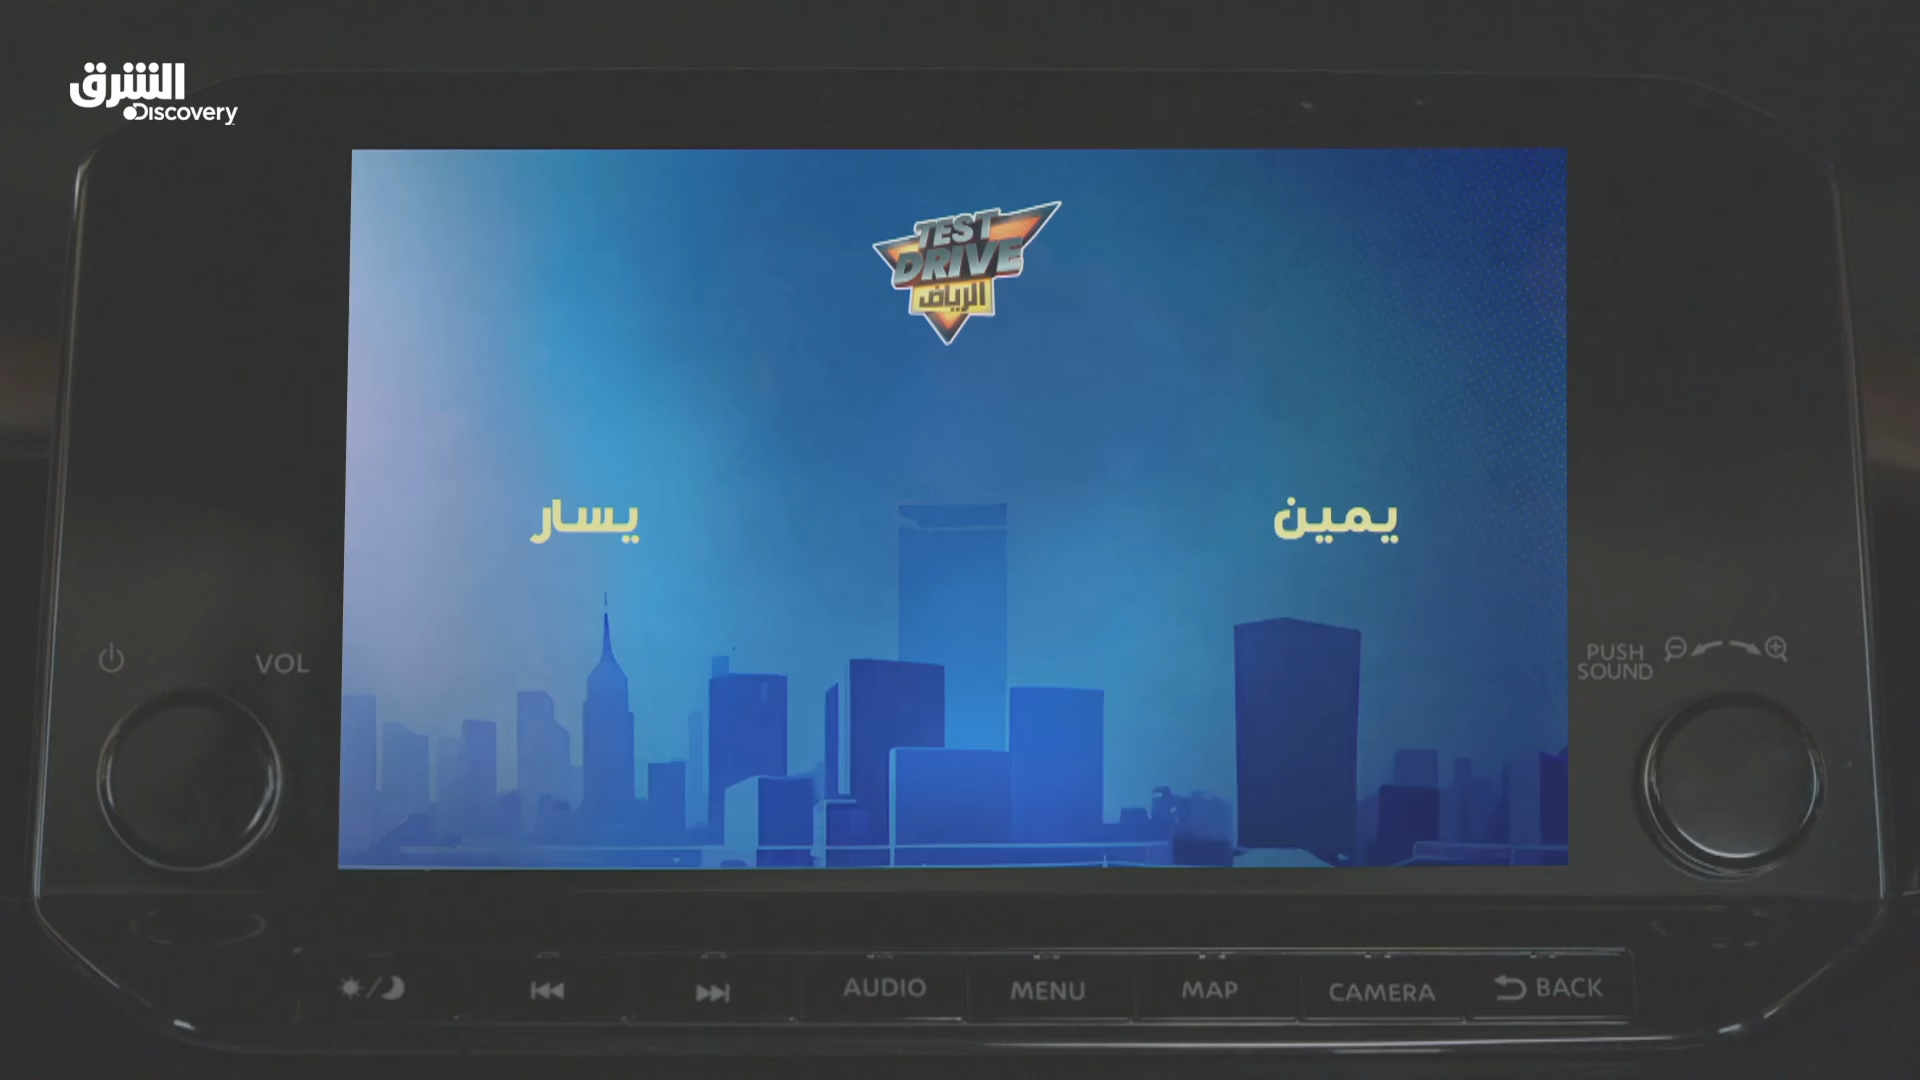 الشرق
Discovery
TEST
DRIVE
الرياض
يمين
يسار
VOL
PUSH
SOUND
AUDIO
MENU
MAP
CAMERA
BACK